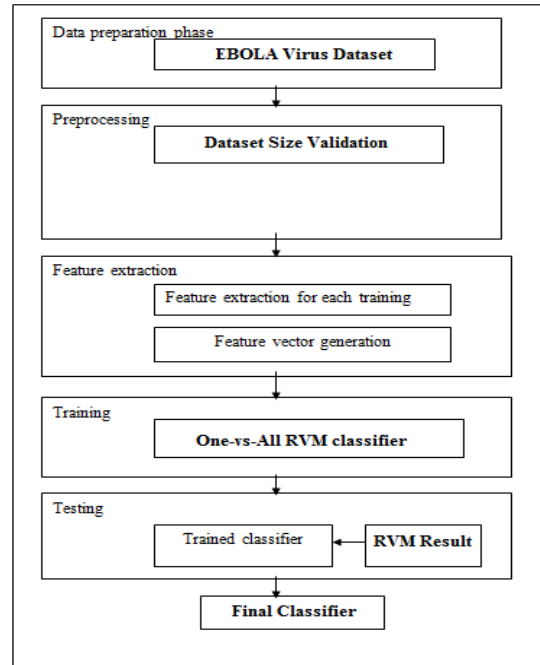 Data preparation phase
EBOLA Virus Dataset
Preprocessing
Dataset Size Validation
Feature extraction
Feature extraction for each training
Feature vector generation
Training
One-vs-All RVM classifier
Testing
Trained classifier
RVM Result
Final Classifier